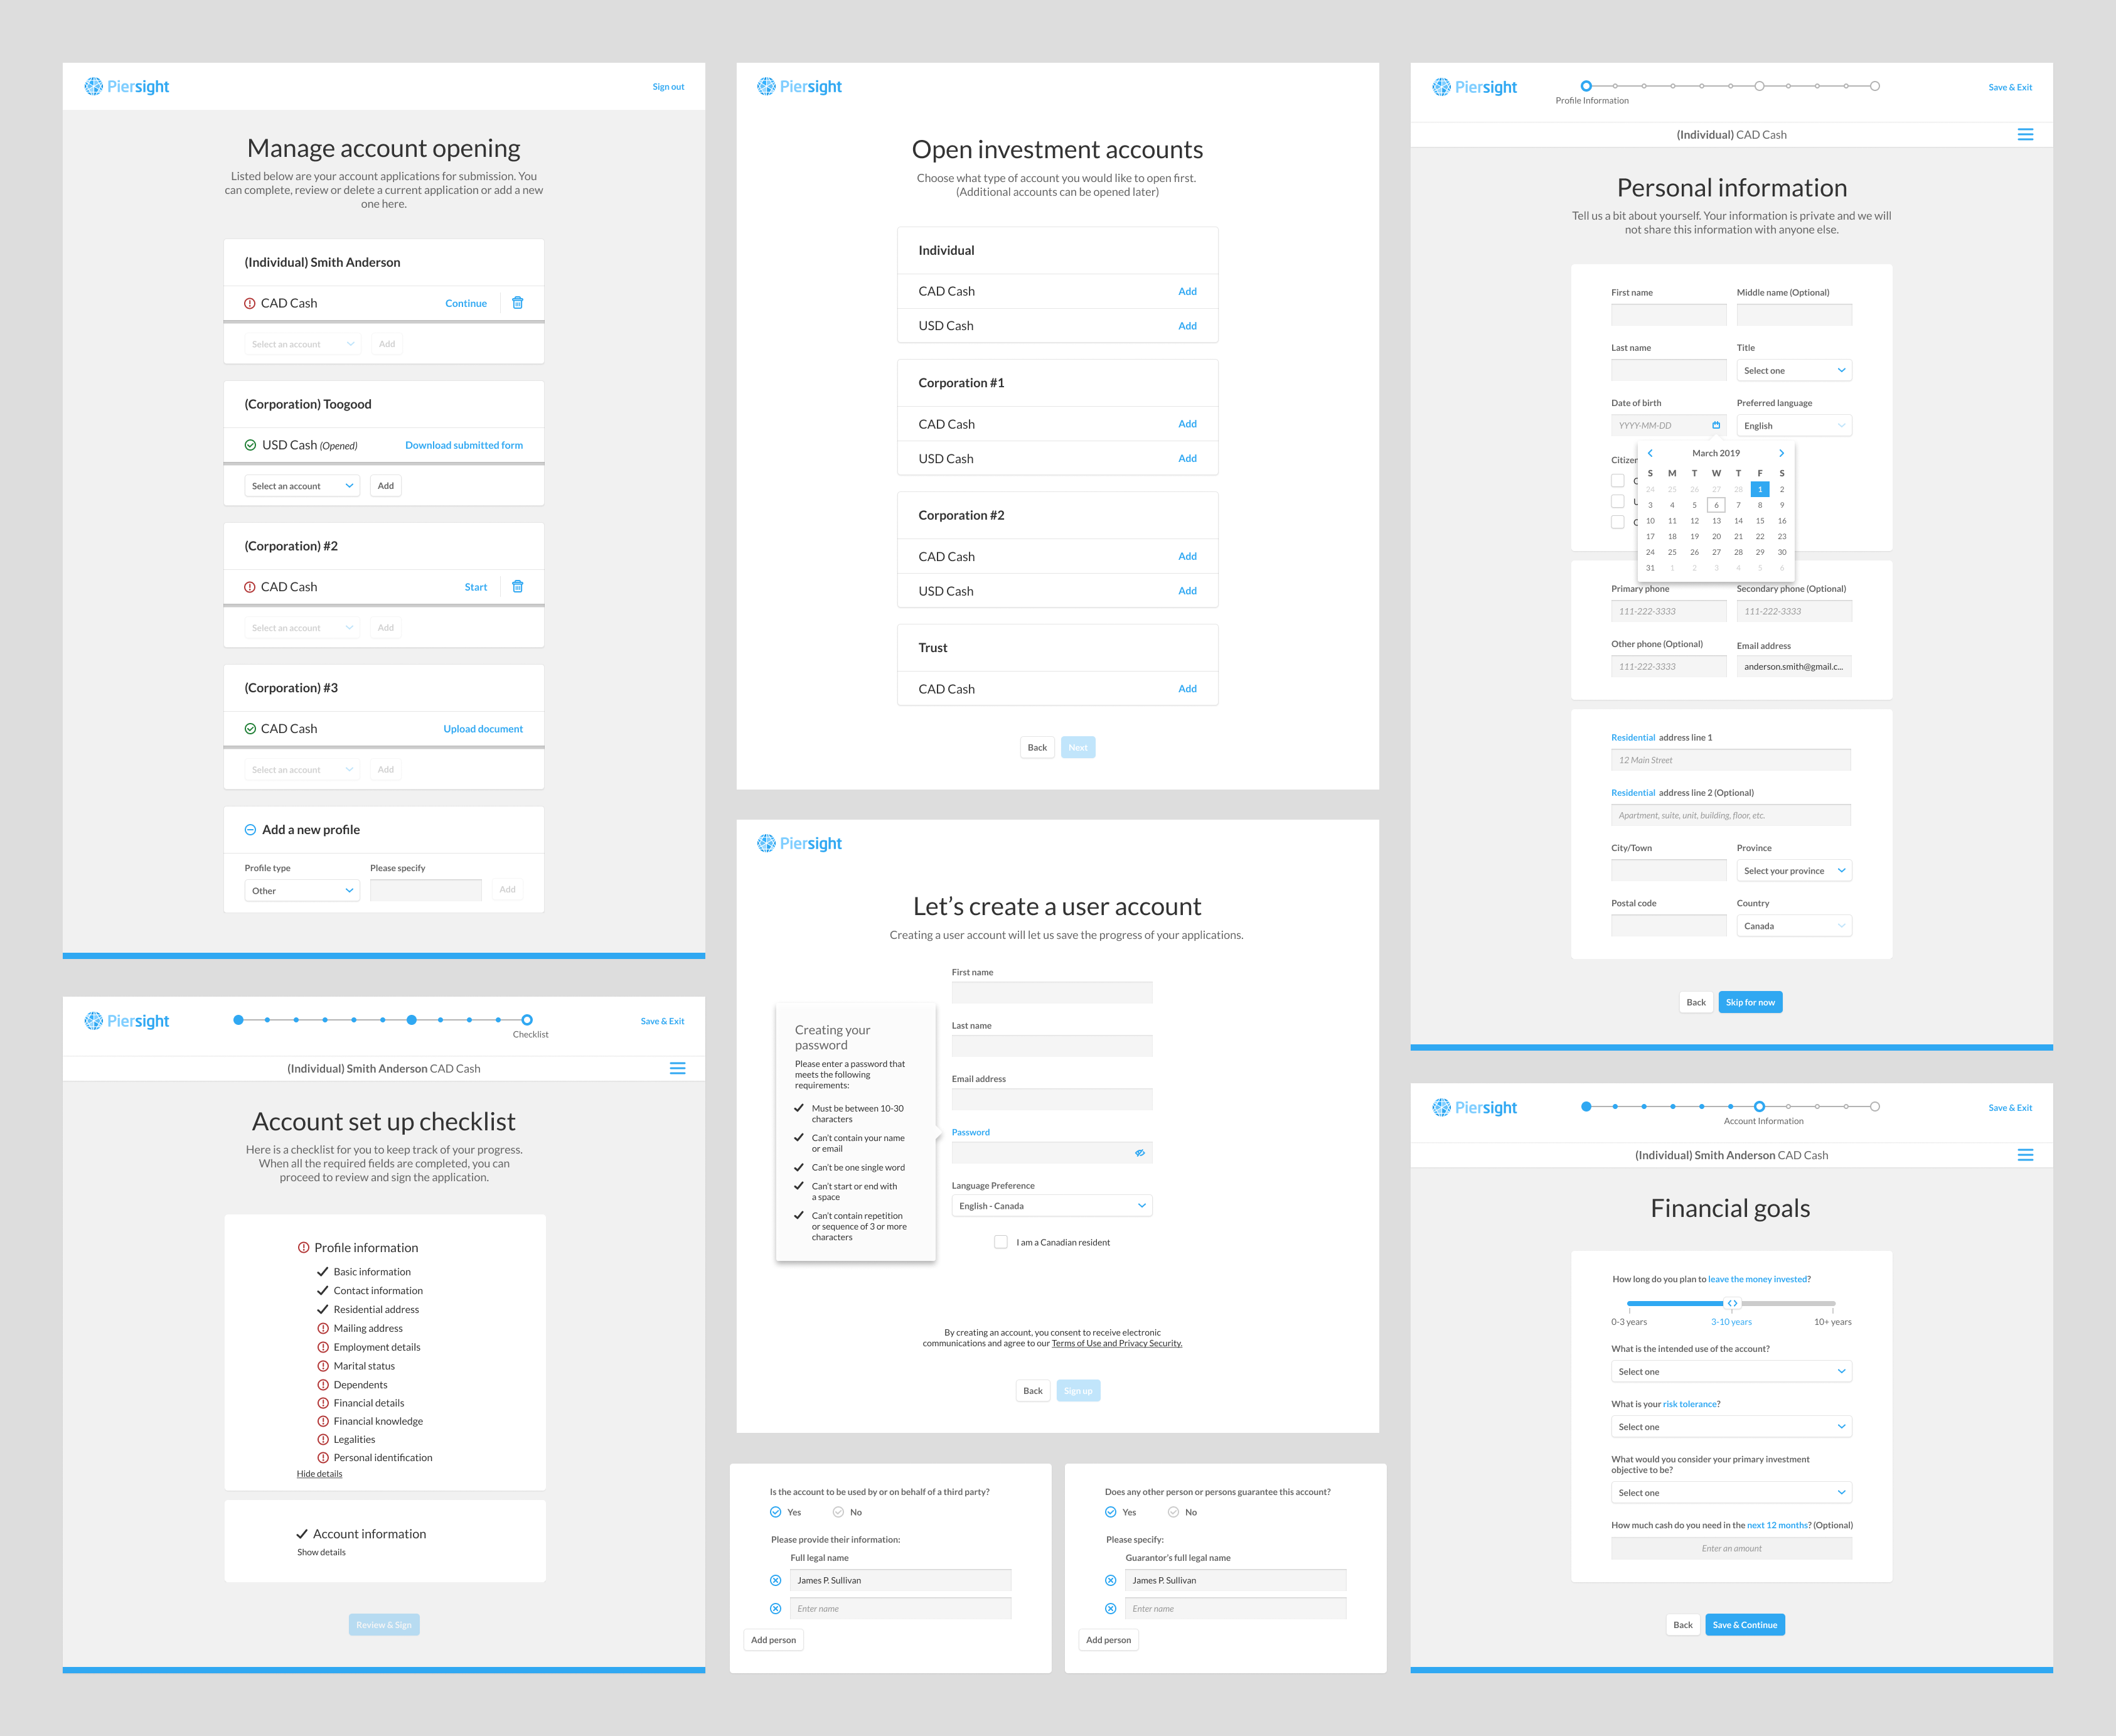 Piersight
Sign out
Manage account opening
Listed below are your account applications for submission. You
can complete, review or delete a current application or add a new
one here.
(Individual) Smith Anderson
CAD Cash
Continue
Select an account
Add
(Corporation) Toogood
USD Cash (Opened)
Download submitted form
Select an account
Add
(Corporation) #2
CAD Cash
Start
Select an account
Add
(Corporation) #3
CAD Cash
Upload document
Select an account
Add
Add a new profile
Profile type
Please specify
Other
Add
Piersight
Checklist
Save & Exit
(Individual) Smith Anderson CAD Cash
Account set up checklist
Here is a checklist for you to keep track of your progress.
When all the required fields are completed, you can
proceed to review and sign the application.
Profile information
Basic information
Contact information
Residential address
Mailing address
Employment details
Marital status
Dependents
Financial details
Financial knowledge
Legalities
Personal identification
Hide details
Account information
Show details
Review & Sign
Piersight
Open investment accounts
Choose what type of account you would like to open first.
(Additional accounts can be opened later)
Individual
CAD Cash
Add
USD Cash
Add
Corporation #1
CAD Cash
Add
USD Cash
Add
Corporation #2
CAD Cash
Add
USD Cash
Add
Trust
CAD Cash
Add
Back
Next
Piersight
Let's create a user account
Creating a user account will let us save the progress of your applications.
First name
Last name
Email address
Password
Language Preference
English - Canada
I am a Canadian resident
Creating your
password
Please enter a password that
meets the following
requirements:
Must be between 10-30
characters
Can't contain your name
or email
Can't be one single word
Can't start or end with
a space
Can't contain repetition
or sequence of 3 or more
characters
By creating an account, you consent to receive electronic
communications and agree to our Terms of Use and Privacy Security.
Back
Sign up
Is the account to be used by or on behalf of a third party?
Yes
No
Please provide their information:
Full legal name
James P. Sullivan
Enter name
Add person
Does any other person or persons guarantee this account?
Yes
No
Please specify:
Guarantor's full legal name
James P. Sullivan
Enter name
Add person
Piersight
Profile Information
Save & Exit
(Individual) CAD Cash
Personal information
Tell us a bit about yourself. Your information is private and we will
not share this information with anyone else.
First name
Middle name (Optional)
Last name
Title
Select one
Date of birth
Preferred language
YYYY-MM-DD
English
Citizen
March 2019
S M T W T F S
24 25 26 27 28 1 2
3 4 5 6 7 8 9
10 11 12 13 14 15 16
17 18 19 20 21 22 23
24 25 26 27 28 29 30
31 1 2 3 4 5 6
Primary phone
Secondary phone (Optional)
111-222-3333
111-222-3333
Other phone (Optional)
Email address
111-222-3333
anderson.smith@gmail.c...
Residential address line 1
12 Main Street
Residential address line 2 (Optional)
Apartment, suite, unit, building, floor, etc.
City/Town
Province
Select your province
Postal code
Country
Canada
Back
Skip for now
Piersight
Account Information
Save & Exit
(Individual) Smith Anderson CAD Cash
Financial goals
How long do you plan to leave the money invested?
0-3 years
3-10 years
10+ years
What is the intended use of the account?
Select one
What is your risk tolerance?
Select one
What would you consider your primary investment
objective to be?
Select one
How much cash do you need in the next 12 months? (Optional)
Enter an amount
Back
Save & Continue